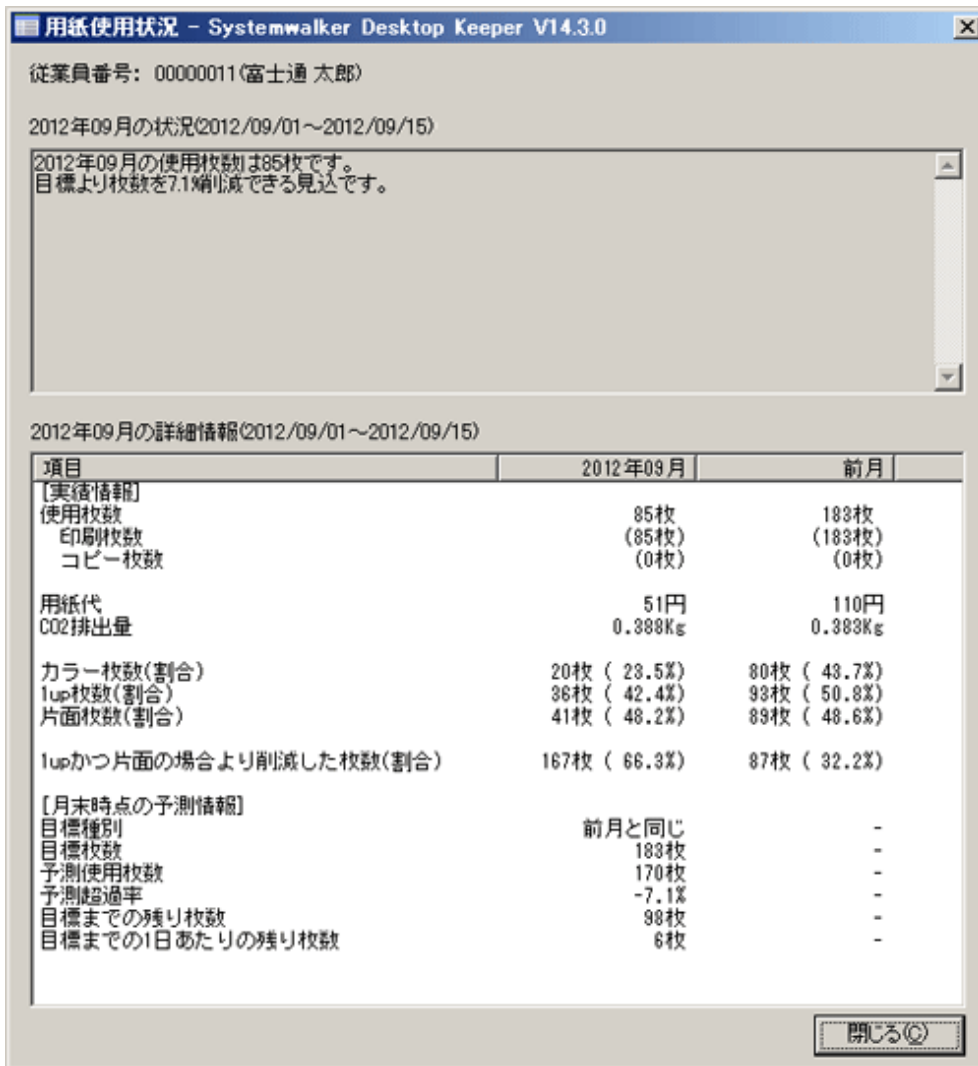 用紙使用状況 - Systemwalker Desktop Keeper V14.3.0
従業員番号: 00000011(富士通 太郎)
2012年09月の状況(2012/09/01～2012/09/15)
2012年09月の使用枚数は85枚です。
目標より枚数を7.1%削減できる見込です。
2012年09月の詳細情報(2012/09/01～2012/09/15)
項目 2012年09月 前月
[実績情報]
使用枚数 85枚 183枚
印刷枚数 (85枚) (183枚)
コピー枚数 (0枚) (0枚)
用紙代 51円 110円
CO2排出量 0.388Kg 0.383Kg
カラー枚数(割合) 20枚 ( 23.5%) 80枚 ( 43.7%)
1up枚数(割合) 36枚 ( 42.4%) 93枚 ( 50.8%)
片面枚数(割合) 41枚 ( 48.2%) 89枚 ( 48.6%)
1upかつ片面の場合より削減した枚数(割合) 167枚 ( 66.3%) 87枚 ( 32.2%)
[月末時点の予測情報]
目標種別 前月と同じ -
目標枚数 183枚 -
予測使用枚数 170枚 -
予測超過率 -7.1% -
目標までの残り枚数 98枚 -
目標までの1日あたりの残り枚数 6枚 -
閉じる(C)